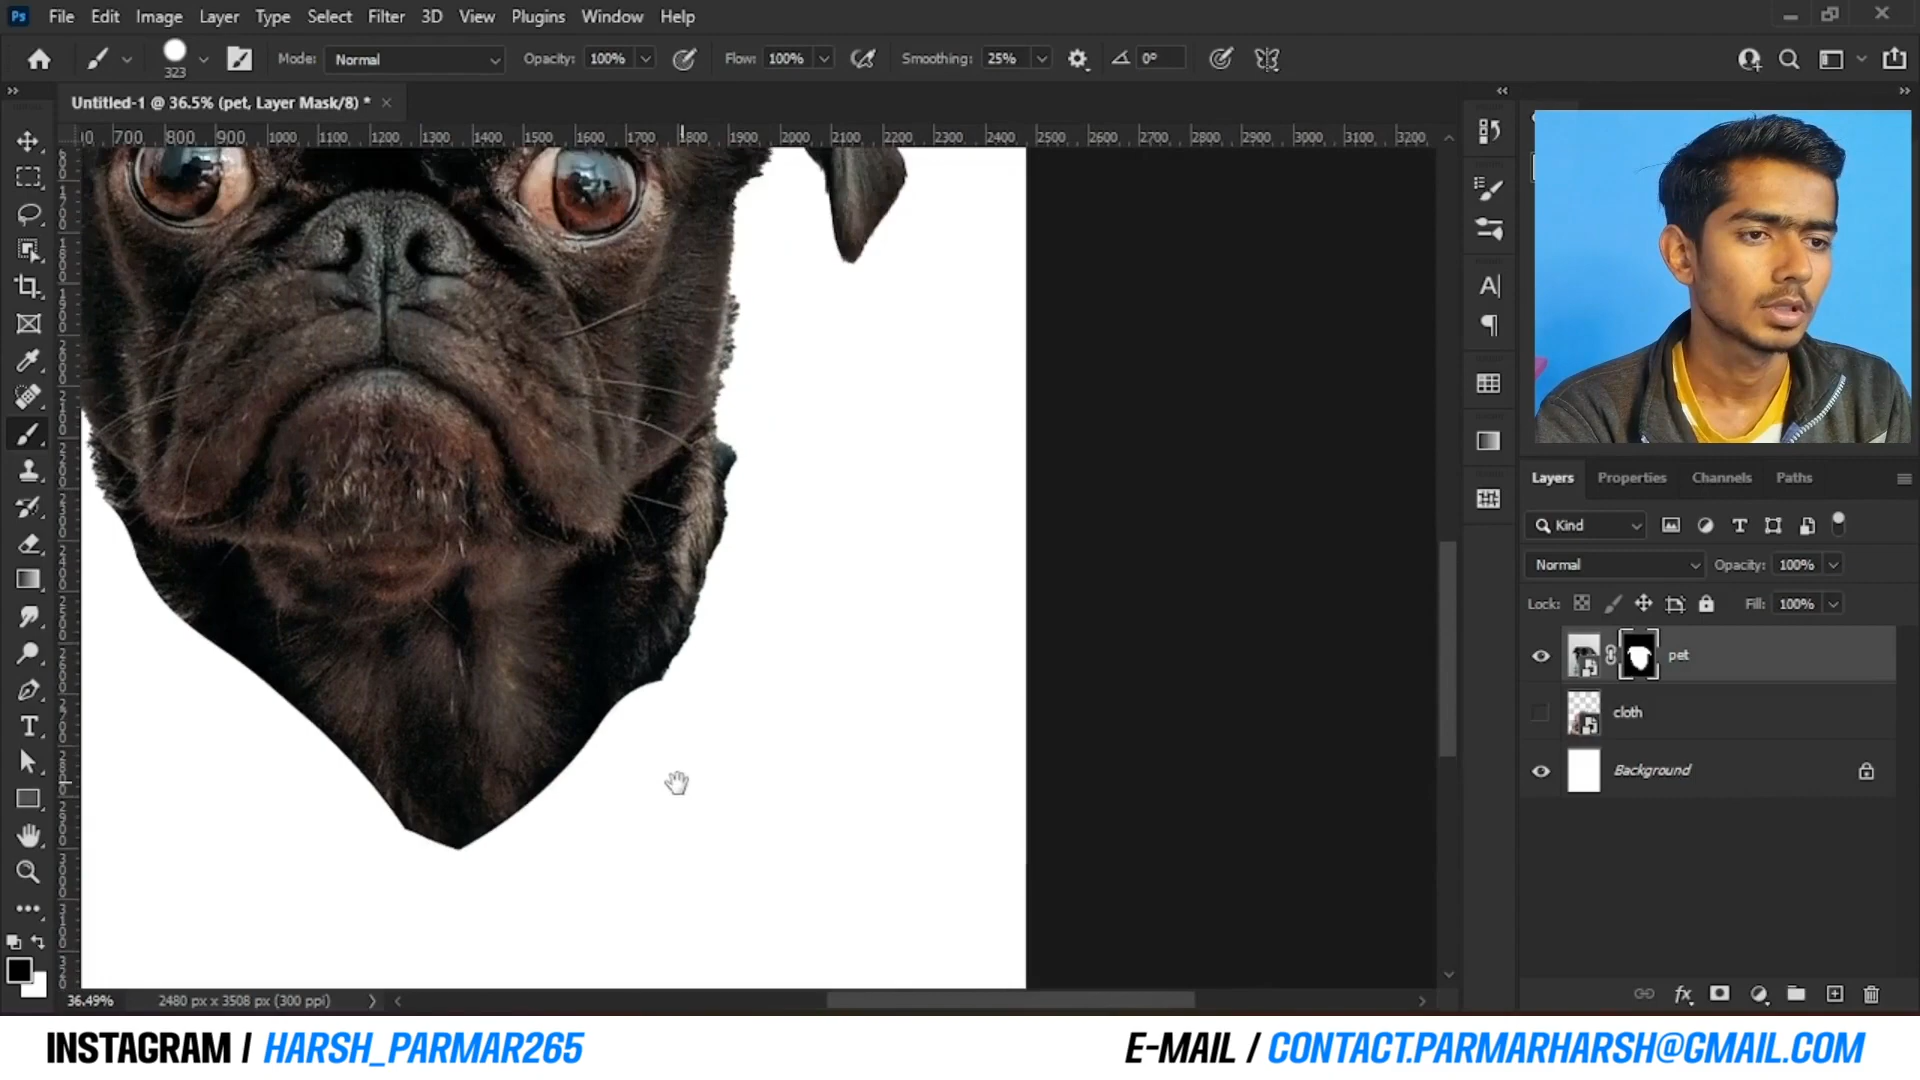 Ps File Edit Image Layer Type Select Filter 3D View Plugins Window Help
323 Mode: Normal Opacity: 100% Flow: 100% Smoothing: 25% 0°
Untitled-1 @ 36.5% (pet, Layer Mask/8) * ×
700 800 900 1000 1100 1200 1300 1400 1500 1600 1700 1800 1900 2000 2100 2200 2300 2400 2500 2600 2700 2800 2900 3000 3100 3200
Layers Properties Channels Paths
Kind
Normal Opacity: 100%
Lock: Fill: 100%
pet
cloth
Background
36.49% 2480 px x 3508 px (300 ppi)
INSTAGRAM / HARSH_PARMAR265
E-MAIL / CONTACT.PARMARHARSH@GMAIL.COM